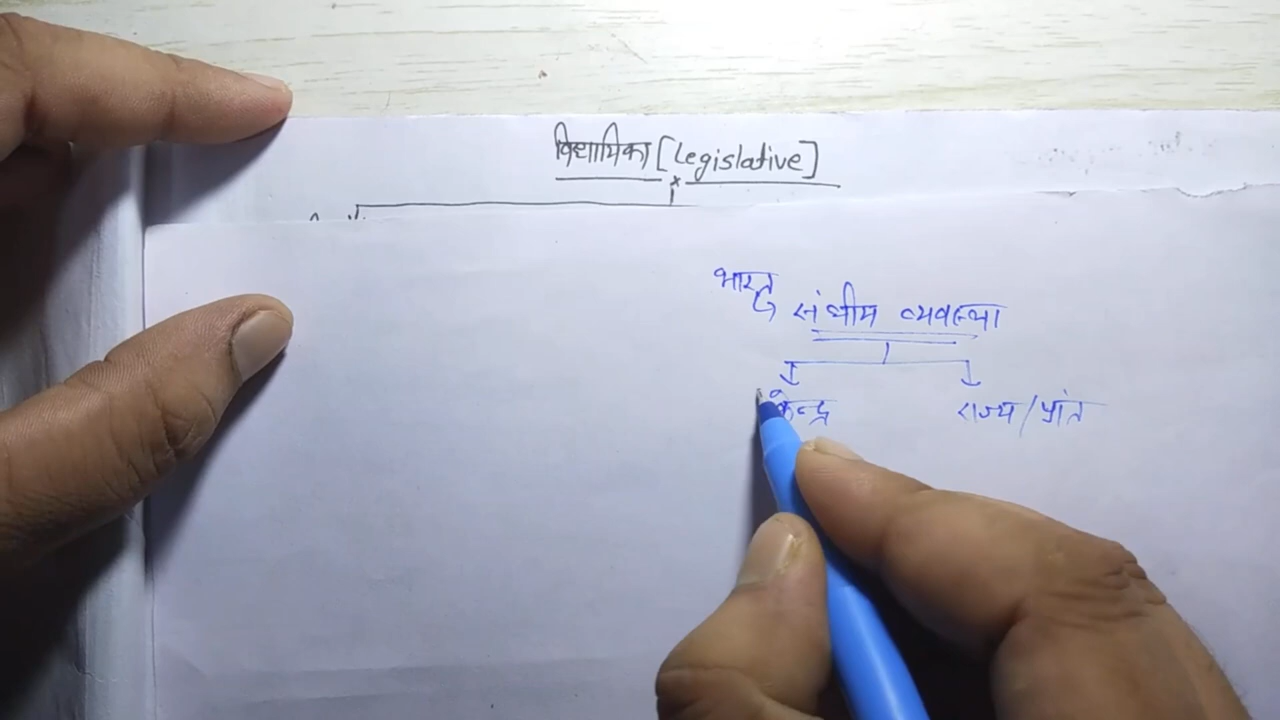 विधायिका [Legislative]
भारत
संघीय व्यवस्था
केन्द्र राज्य/प्रांत